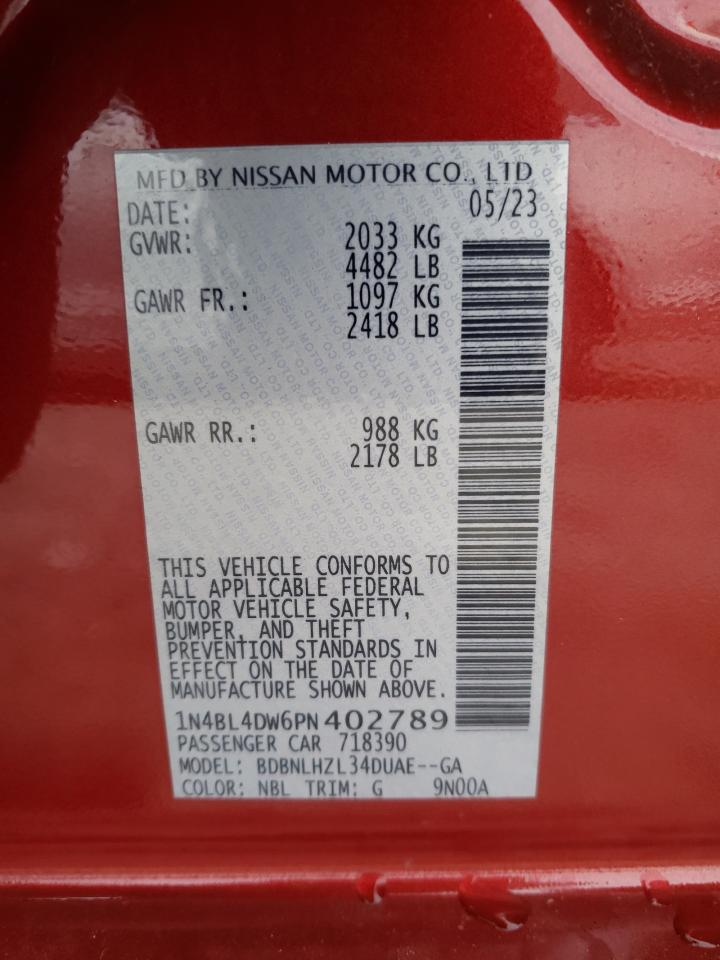 MFD BY NISSAN MOTOR CO., LTD
DATE: 05/23
GVWR: 2033 KG
4482 LB
GAWR FR.: 1097 KG
2418 LB
GAWR RR.: 988 KG
2178 LB
THIS VEHICLE CONFORMS TO
ALL APPLICABLE FEDERAL
MOTOR VEHICLE SAFETY,
BUMPER, AND THEFT
PREVENTION STANDARDS IN
EFFECT ON THE DATE OF
MANUFACTURE SHOWN ABOVE.
1N4BL4DW6PN402789
PASSENGER CAR 718390
MODEL: BDBNLHZL34DUAE--GA
COLOR: NBL TRIM: G 9N00A